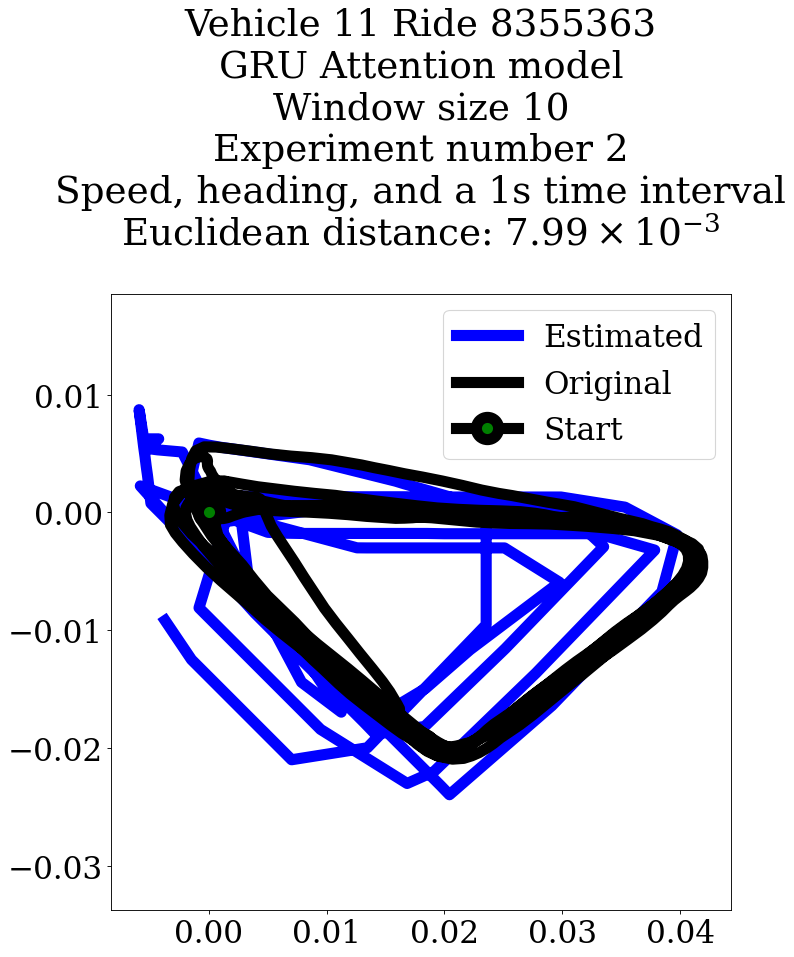 Vehicle 11 Ride 8355363
GRU Attention model
Window size 10
Experiment number 2
Speed, heading, and a 1s time interval
Euclidean distance: 7.99 × 10⁻³
Estimated
Original
Start
0.01
0.00
−0.01
−0.02
−0.03
0.00 0.01 0.02 0.03 0.04